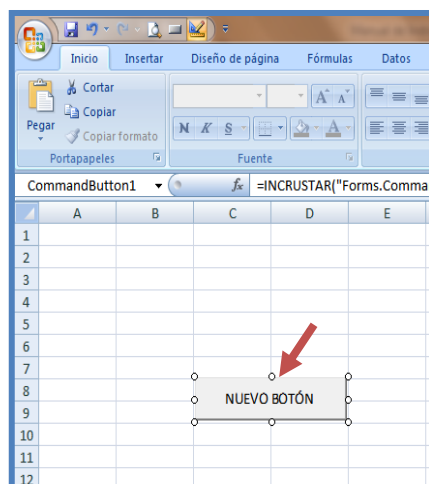 Inicio Insertar Diseño de página Fórmulas Datos
Pegar
Cortar
Copiar
Copiar formato
Portapapeles
N K S
A A
A
Fuente
CommandButton1 fx =INCRUSTAR("Forms.Comma
A B C D E
1
2
3
4
5
6
7
8
NUEVO BOTÓN
9
10
11
12